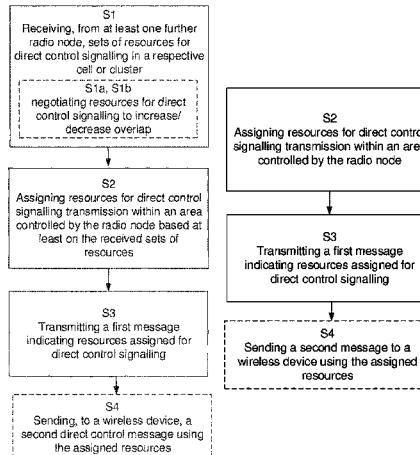 S1
Receiving, from at least one further
radio node, sets of resources for
direct control signalling in a respective
cell or cluster
S1a, S1b
negotiating resources for direct
control signalling to increase/
decrease overlap
S2
Assigning resources for direct control
signalling transmission within an area
controlled by the radio node based at
least on the received sets of
resources
S3
Transmitting a first message
indicating resources assigned for
direct control signalling
S4
Sending, to a wireless device, a
second direct control message using
the assigned resources
S2
Assigning resources for direct contro
signalling transmission within an area
controlled by the radio node
S3
Transmitting a first message
indicating resources assigned for
direct control signalling
S4
Sending a second message to a
wireless device using the assigned
resources